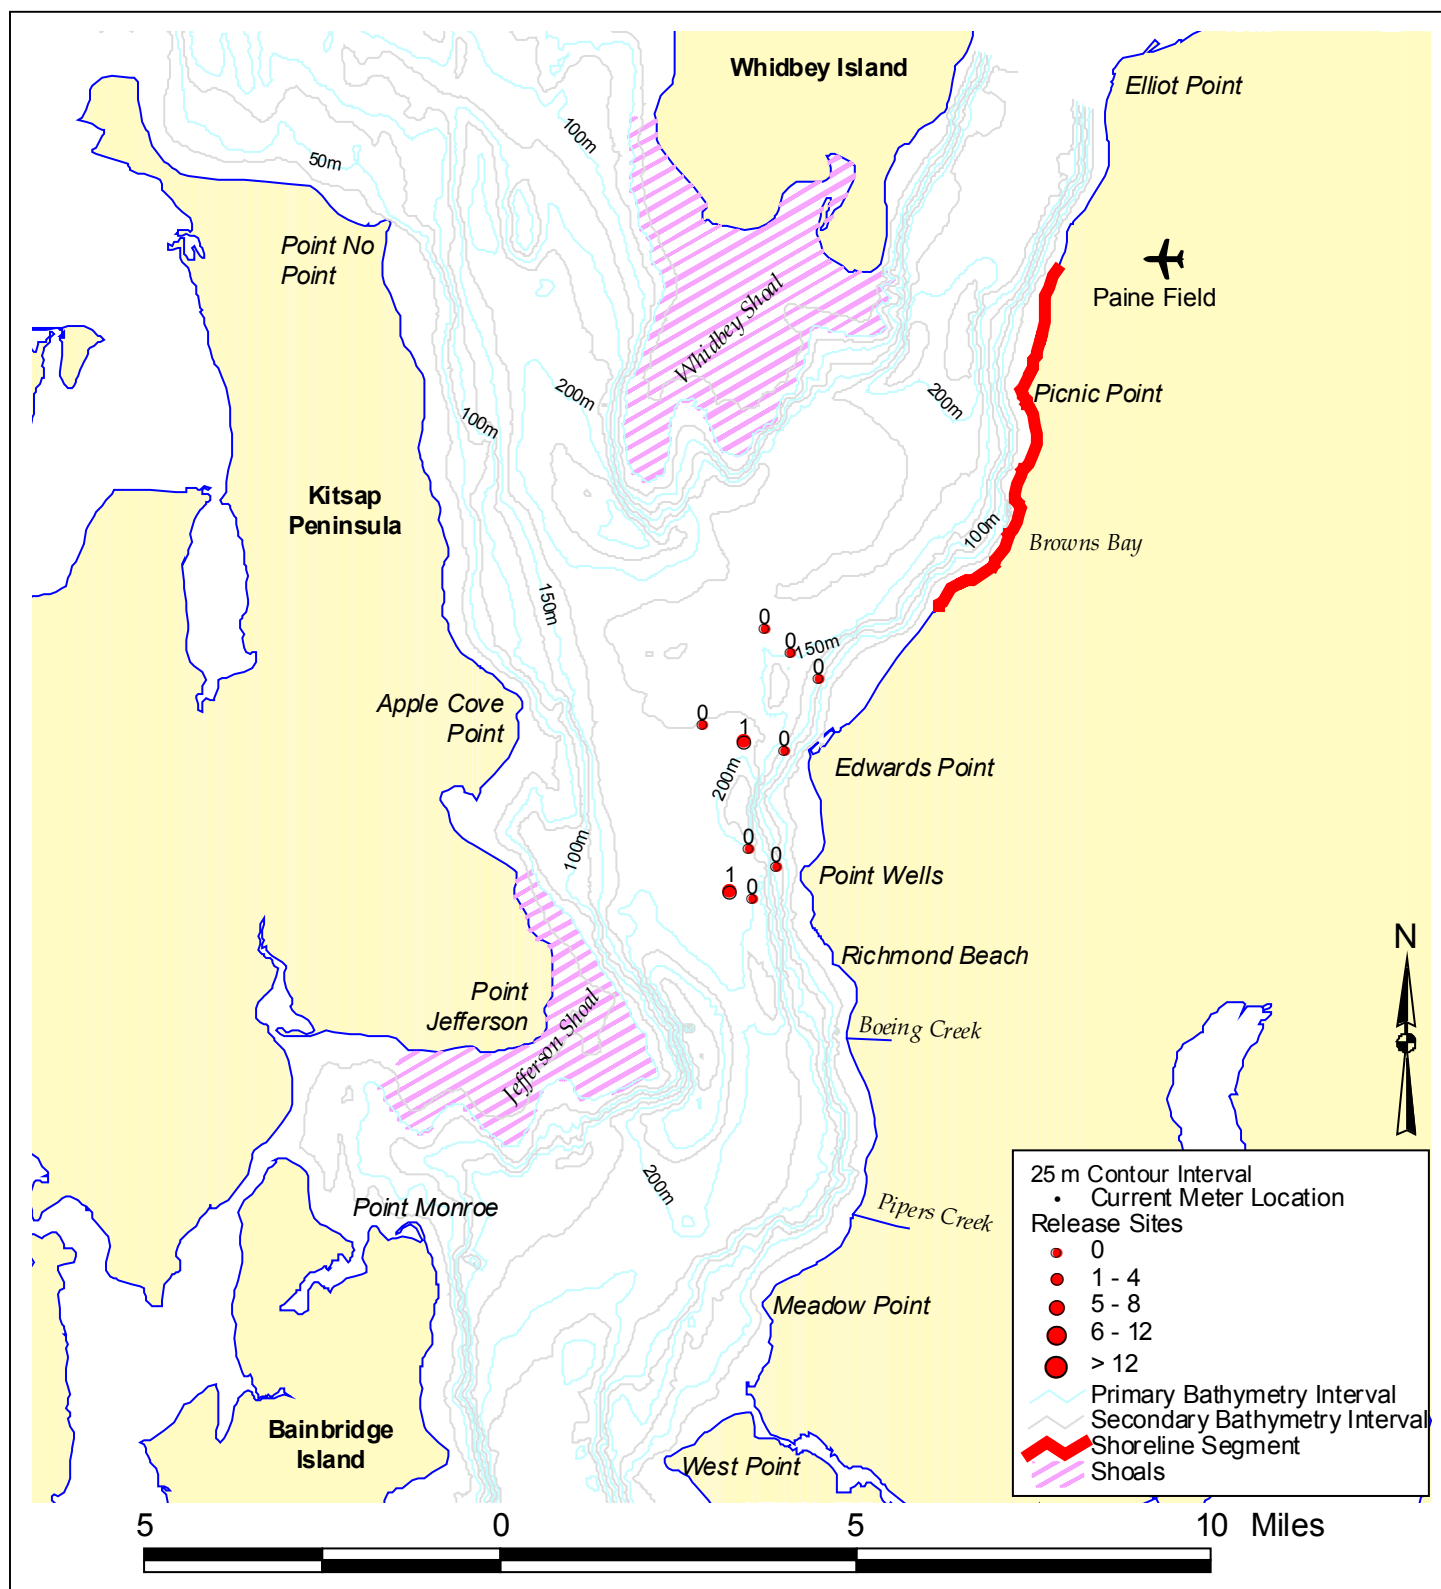 Whidbey Island
Elliot Point
100m
50m
Point No
Point
Paine Field
Whidbey Shoal
200m
200m
Picnic Point
100m
Kitsap
Peninsula
100m
Browns Bay
150m
0
0
150m
0
Apple Cove
Point
0
1
0
Edwards Point
200m
100m
0
0
Point Wells
1
0
N
Richmond Beach
Point
Jefferson
Jefferson Shoal
Boeing Creek
200m
Point Monroe
Pipers Creek
Meadow Point
Bainbridge
Island
West Point
25 m Contour Interval
Current Meter Location
Release Sites
0
1 - 4
5 - 8
6 - 12
> 12
Primary Bathymetry Interval
Secondary Bathymetry Interval
Shoreline Segment
Shoals
5 0 5 10 Miles